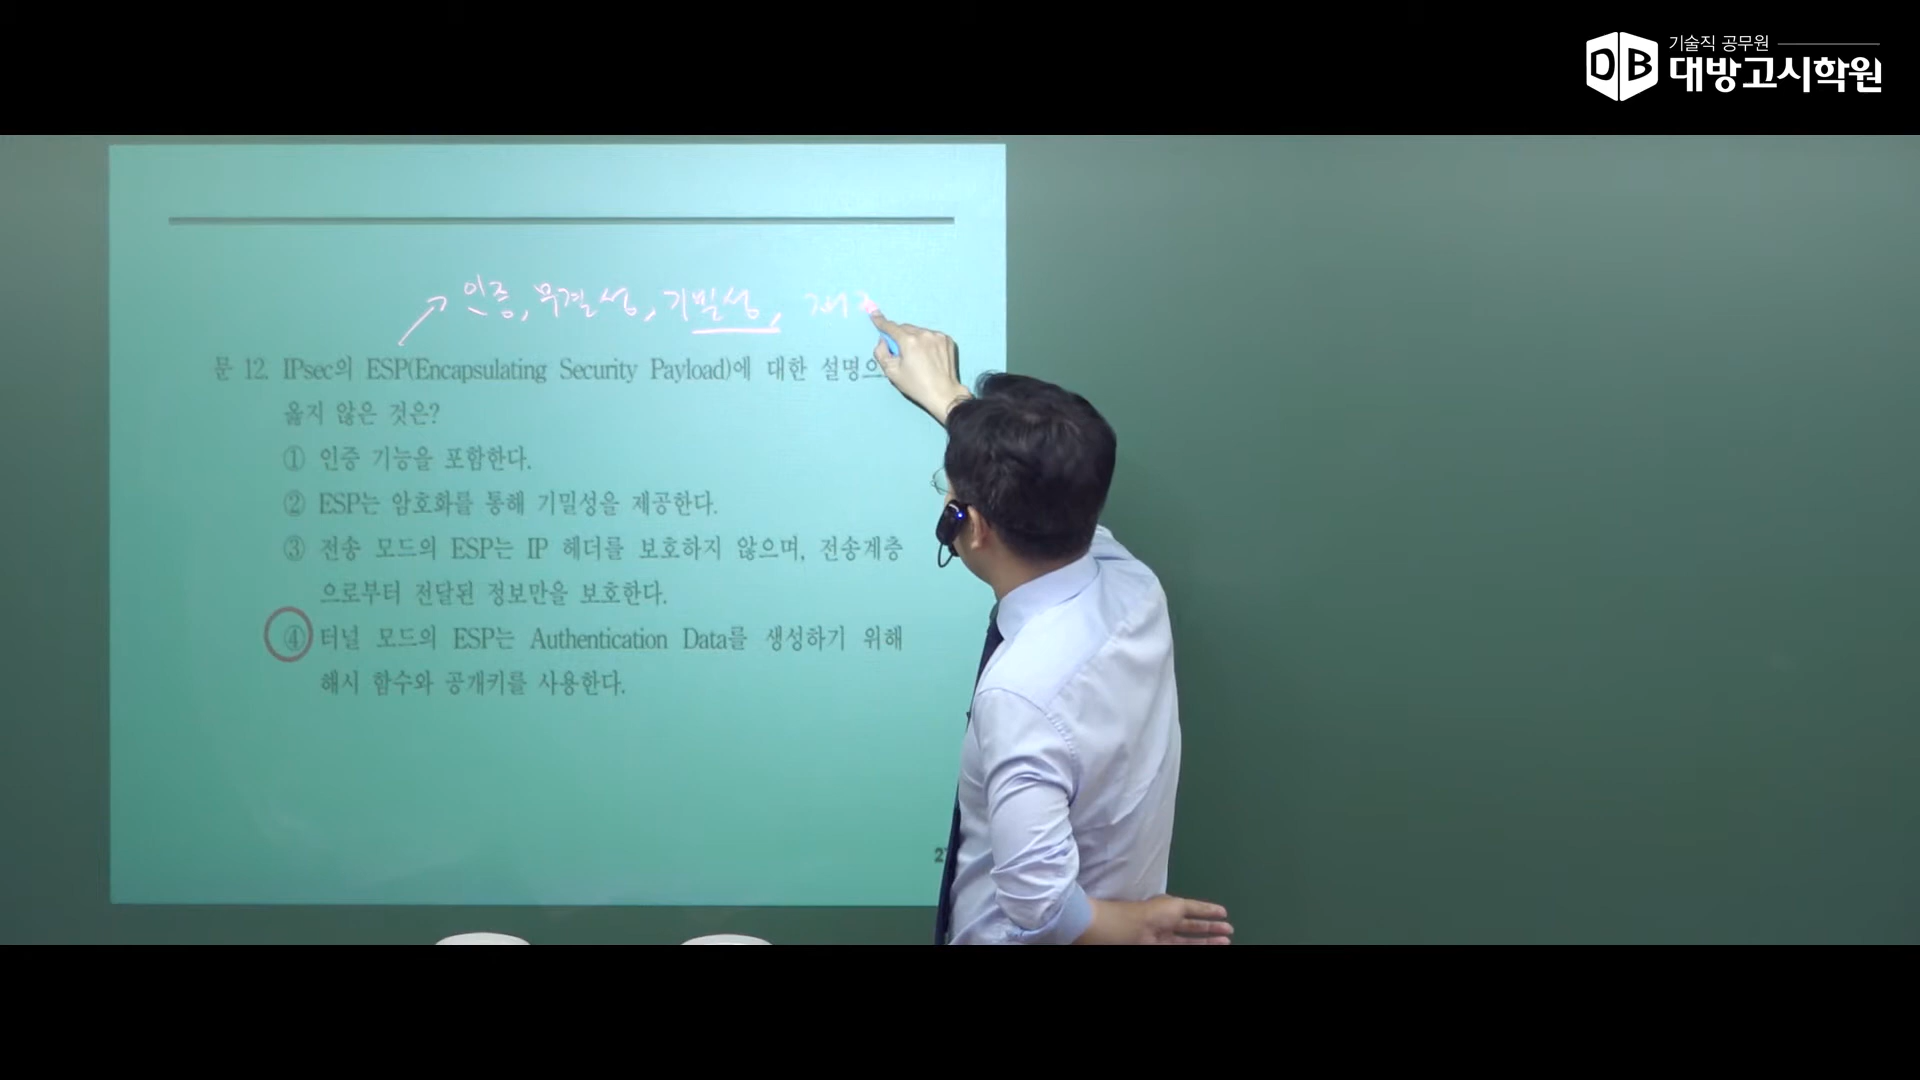 기술직 공무원
DB 대방고시학원
인증, 무결성, 기밀성, 재
문 12. IPsec의 ESP(Encapsulating Security Payload)에 대한 설명으
옳지 않은 것은?
① 인증 기능을 포함한다.
② ESP는 암호화를 통해 기밀성을 제공한다.
③ 전송 모드의 ESP는 IP 헤더를 보호하지 않으며, 전송계층
으로부터 전달된 정보만을 보호한다.
④ 터널 모드의 ESP는 Authentication Data를 생성하기 위해
해시 함수와 공개키를 사용한다.